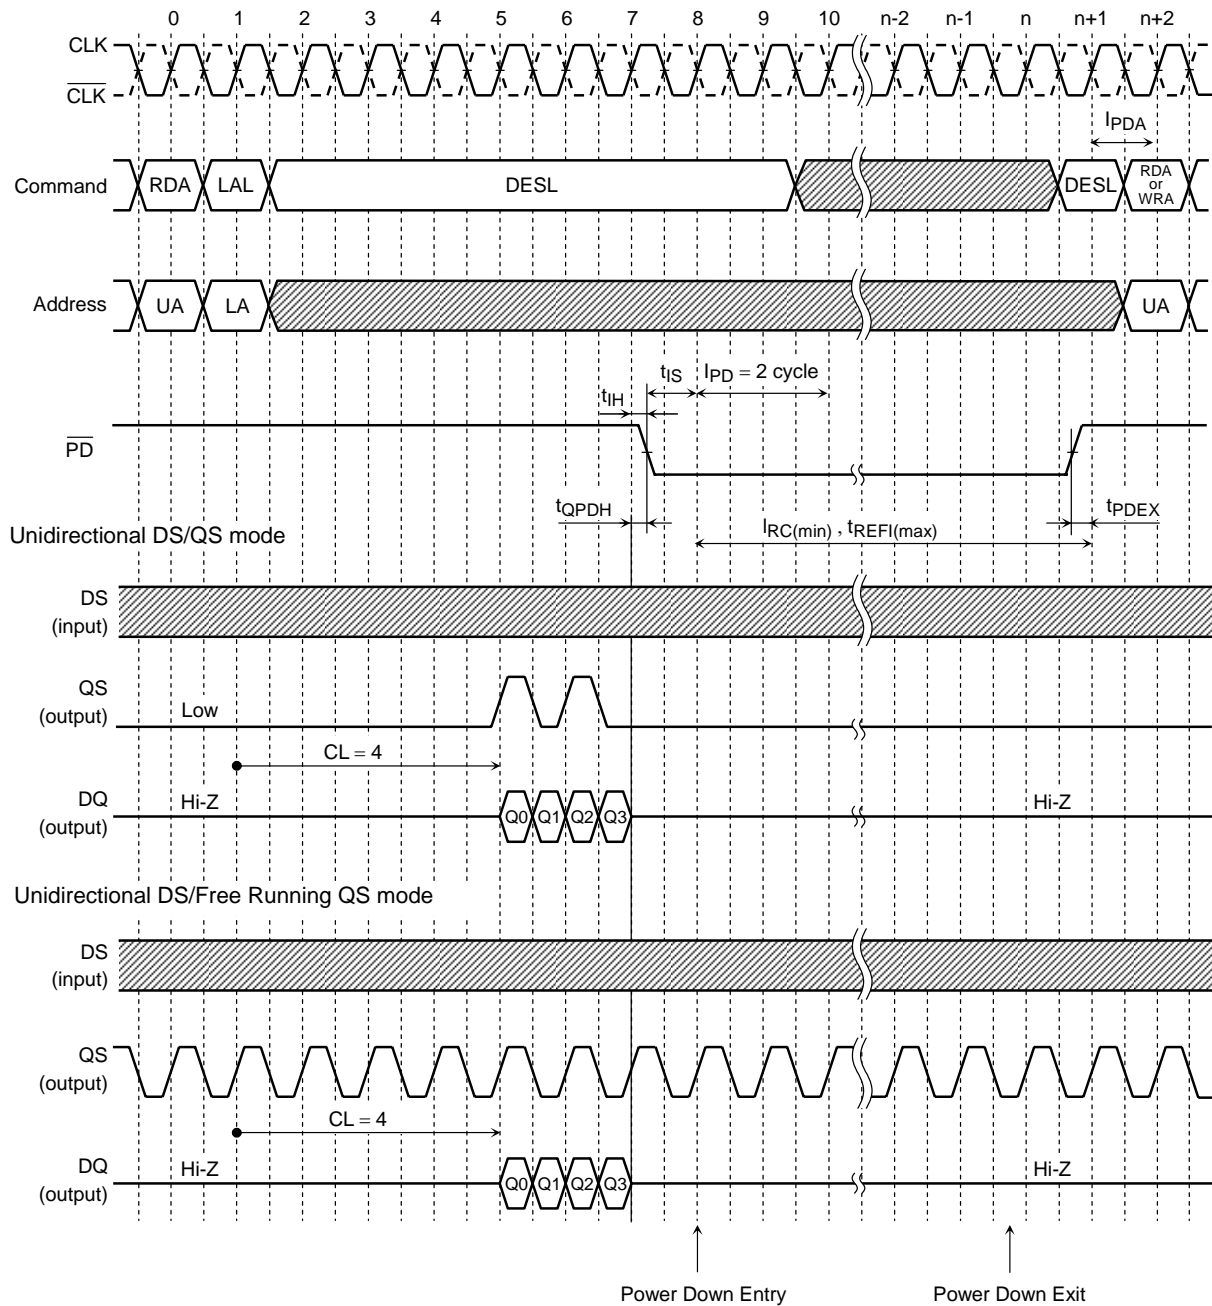 0 1 2 3 4 5 6 7 8 9 10 n-2 n-1 n n+1 n+2
CLK
CLK
IPDA
Command RDA LAL DESL DESL RDA or WRA
Address UA LA UA
tIS IPD = 2 cycle
tIH
PD
tQPDH tPDEX
Unidirectional DS/QS mode
IRC(min) , tREFI(max)
DS
(input)
QS
(output)
Low
CL = 4
DQ
(output)
Hi-Z Q0 Q1 Q2 Q3 Hi-Z
Unidirectional DS/Free Running QS mode
DS
(input)
QS
(output)
CL = 4
DQ
(output)
Hi-Z Q0 Q1 Q2 Q3 Hi-Z
Power Down Entry Power Down Exit